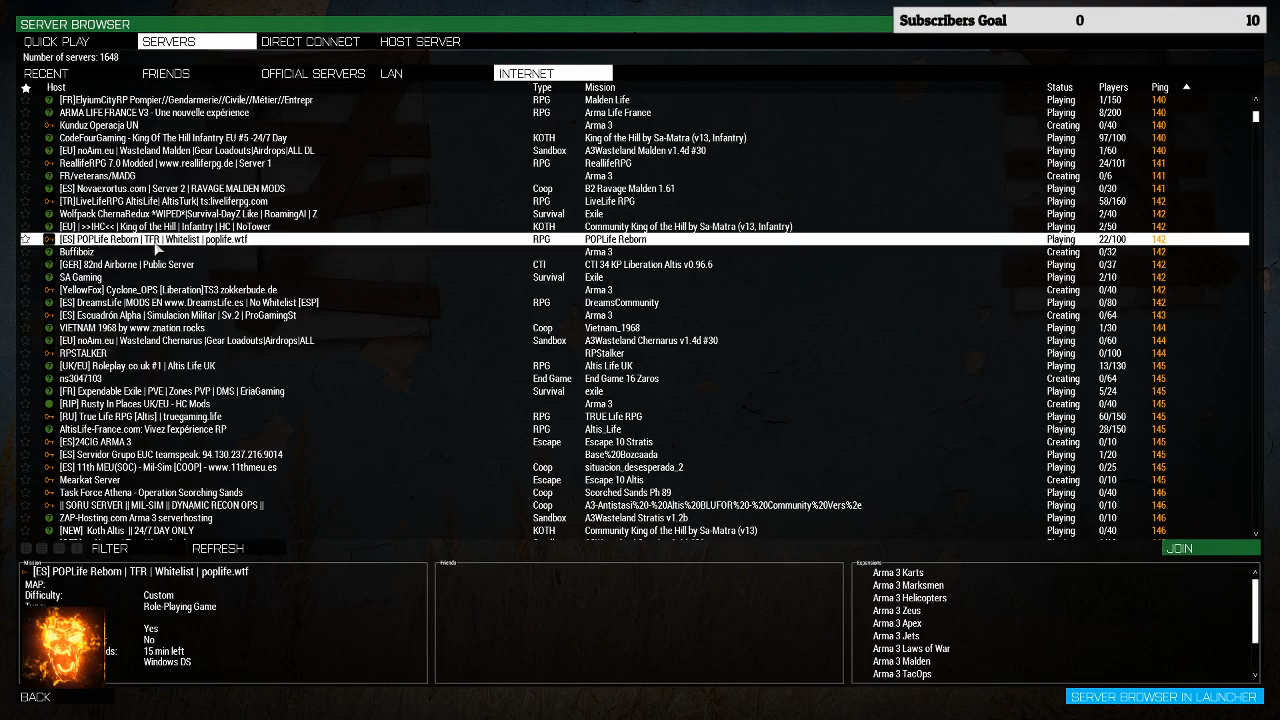 SERVER BROWSER
Subscribers Goal 0 10
QUICK PLAY SERVERS DIRECT CONNECT HOST SERVER
Number of servers: 1648
RECENT FRIENDS OFFICIAL SERVERS LAN INTERNET
Host Type Mission Status Players Ping
[FR]ElyiumCityRP Pompier//Gendarmerie//Civile//Métier//Entrepr RPG Malden Life Playing 1/150 140
ARMA LIFE FRANCE V3 - Une nouvelle expérience RPG Arma Life France Playing 8/200 140
Kunduz Operacja UN Arma 3 Creating 0/40 140
CodeFourGaming - King Of The Hill Infantry EU #5 -24/7 Day KOTH King of the Hill by Sa-Matra (v13, Infantry) Playing 97/100 140
[EU] noAim.eu | Wasteland Malden |Gear Loadouts|Airdrops|ALL DL Sandbox A3Wasteland Malden v1.4d #30 Playing 1/60 140
ReallifeRPG 7.0 Modded | www.realliferpg.de | Server 1 RPG ReallifeRPG Playing 24/101 141
FR/veterans/MADG Arma 3 Creating 0/6 141
[ES] Novaexortus.com | Server 2 | RAVAGE MALDEN MODS Coop B2 Ravage Malden 1.61 Playing 0/30 141
[TR]LiveLifeRPG AltisLife| AltisTurk| ts:liveliferpg.com RPG LiveLife RPG Playing 58/160 142
Wolfpack ChernaRedux *WIPED*|Survival-DayZ Like | RoamingAI | Z Survival Exile Playing 2/40 142
[EU] | >>IHC<< | King of the Hill | Infantry | HC | NoTower KOTH Community King of the Hill by Sa-Matra (v13, Infantry) Playing 2/50 142
[ES] POPLife Reborn | TFR | Whitelist | poplife.wtf RPG POPLife Reborn Playing 22/100 142
Buffiboiz Arma 3 Creating 0/32 142
[GER] 82nd Airborne | Public Server CTI CTI 34 KP Liberation Altis v0.96.6 Playing 0/37 142
SA Gaming Survival Exile Playing 2/10 142
[YellowFox] Cyclone_OPS [Liberation]TS3 zokkerbude.de Arma 3 Creating 0/40 142
[ES] DreamsLife |MODS EN www.DreamsLife.es | No Whitelist [ESP] RPG DreamsCommunity Playing 0/80 142
[ES] Escuadrón Alpha | Simulacion Militar | Sv.2 | ProGamingSt Arma 3 Creating 0/64 143
VIETNAM 1968 by www.znation.rocks Coop Vietnam_1968 Playing 1/30 144
[EU] noAim.eu | Wasteland Chernarus |Gear Loadouts|Airdrops|ALL Sandbox A3Wasteland Chernarus v1.4d #30 Playing 0/60 144
RPSTALKER RPStalker Playing 0/100 144
[UK/EU] Roleplay.co.uk #1 | Altis Life UK RPG Altis Life UK Playing 13/130 145
ns3047103 End Game End Game 16 Zaros Creating 0/64 145
[FR] Expendable Exile | PVE | Zones PVP | DMS | EriaGaming Survival exile Playing 5/24 145
[RIP] Rusty In Places UK/EU - HC Mods Arma 3 Creating 0/40 145
[RU] True Life RPG [Altis] | truegaming.life RPG TRUE Life RPG Playing 60/150 145
AltisLife-France.com: Vivez l'expérience RP RPG Altis_Life Playing 28/150 145
[ES]24CIG ARMA 3 Escape Escape 10 Stratis Creating 0/10 145
[ES] Servidor Grupo EUC teamspeak: 94.130.237.216:9014 Base%20Bozcaada Playing 1/20 145
[ES] 11th MEU(SOC) - Mil-Sim [COOP] - www.11thmeu.es Coop situacion_desesperada_2 Playing 0/25 145
Mearkat Server Escape Escape 10 Altis Creating 0/10 145
Task Force Athena - Operation Scorching Sands Coop Scorched Sands Ph 89 Playing 0/40 146
|| SORU SERVER || MIL-SIM || DYNAMIC RECON OPS || Coop A3-Antistasi%20-%20Altis%20BLUFOR%20-%20Community%20Vers%2e Playing 0/10 146
ZAP-Hosting.com Arma 3 serverhosting Sandbox A3Wasteland Stratis v1.2b Playing 0/10 146
[NEW] Koth Altis || 24/7 DAY ONLY KOTH Community King of the Hill by Sa-Matra (v13) Playing 0/40 146
FILTER REFRESH JOIN
Mission Friends Expansions
[ES] POPLife Reborn | TFR | Whitelist | poplife.wtf
MAP:
Difficulty: Custom
Role-Playing Game
Yes
No
ds: 15 min left
Windows DS
Arma 3 Karts
Arma 3 Marksmen
Arma 3 Helicopters
Arma 3 Zeus
Arma 3 Apex
Arma 3 Jets
Arma 3 Laws of War
Arma 3 Malden
Arma 3 TacOps
BACK SERVER BROWSER IN LAUNCHER